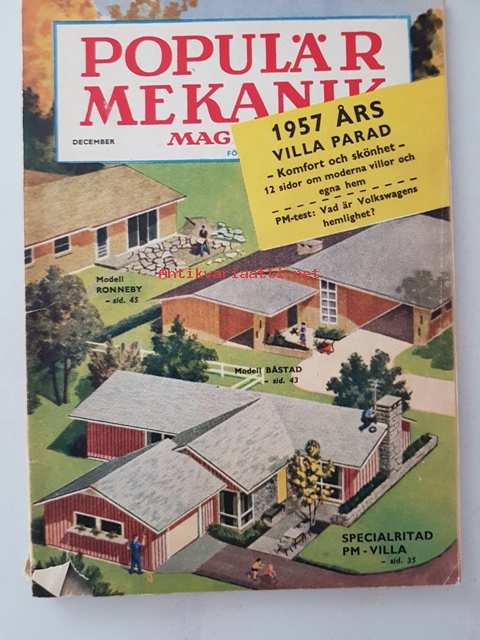 POPULÄR
MEKANIK
MAG
DECEMBER
FÖ
1957 ÅRS
VILLA PARAD
- Komfort och skönhet -
12 sidor om moderna villor och
egna hem
PM-test: Vad är Volkswagens
hemlighet?
Antikvariaatti.net
Modell
RONNEBY
- sid. 45
Modell BÅSTAD
- sid. 43
SPECIALRITAD
PM-VILLA
- sid. 35